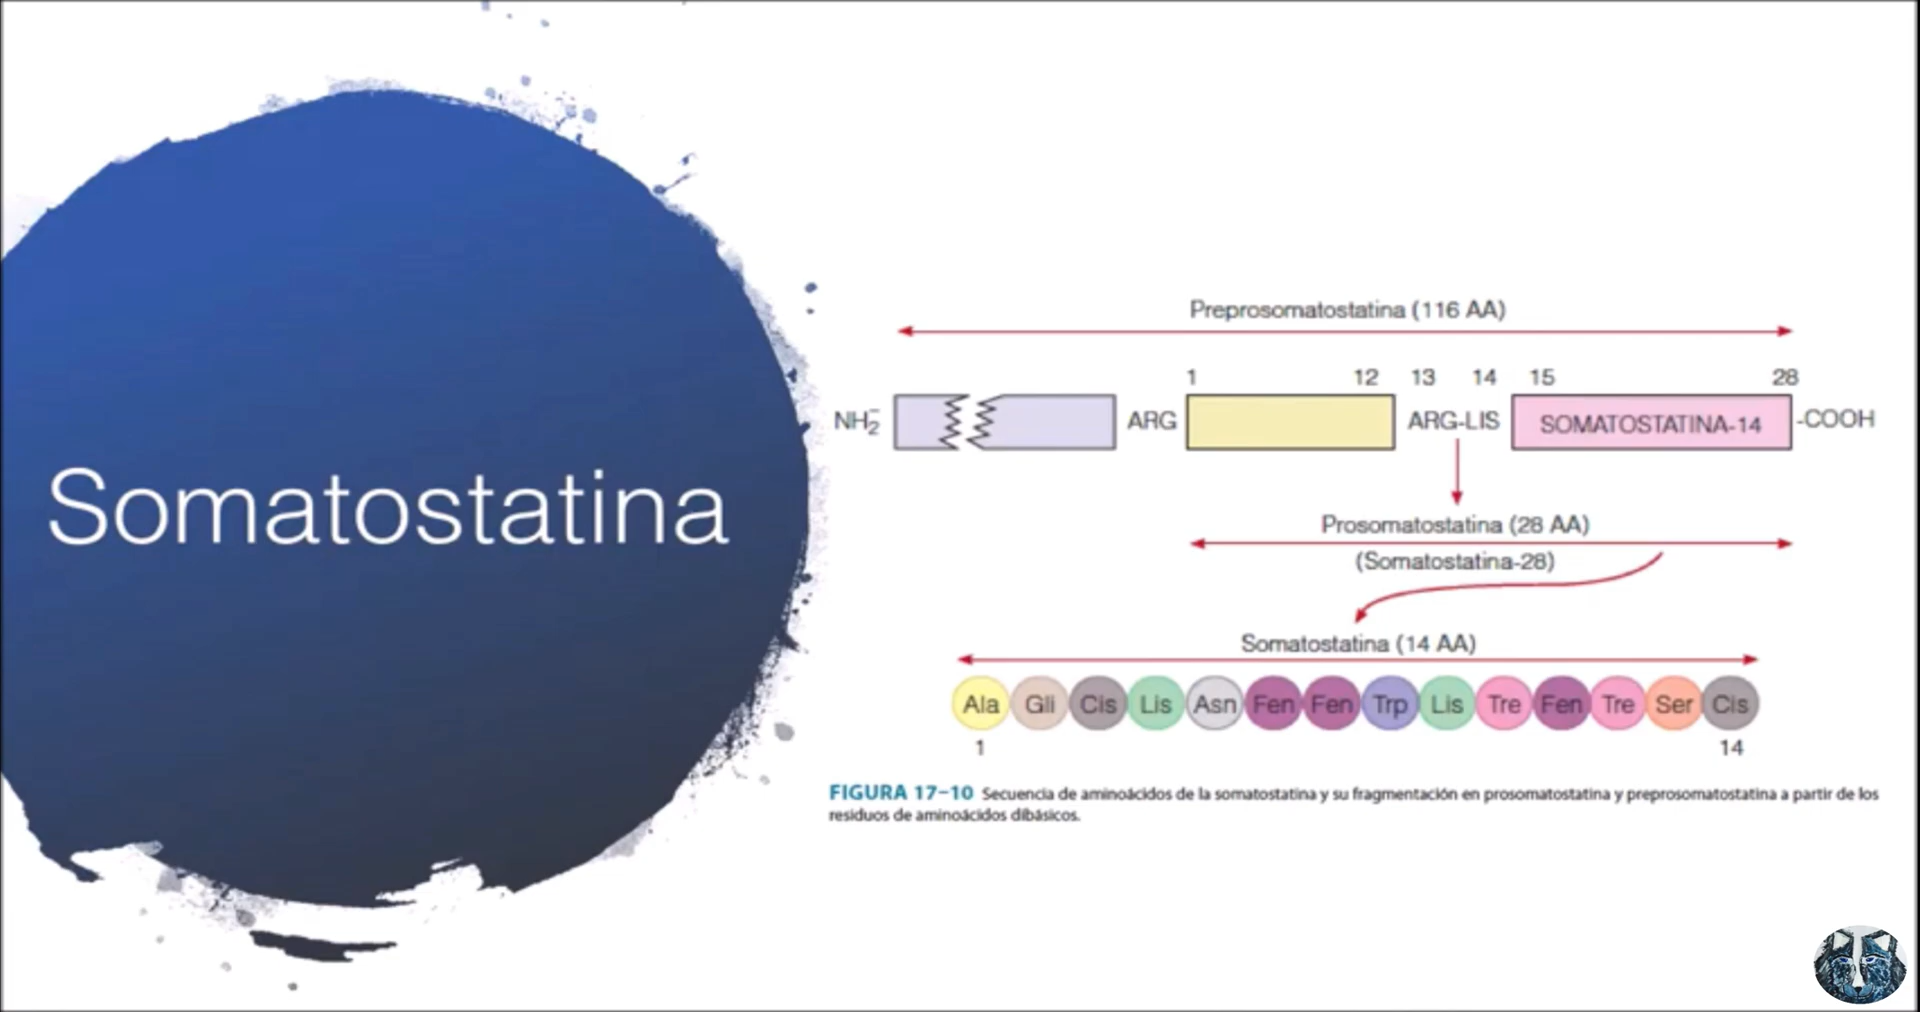 Somatostatina
Preprosomatostatina (116 AA)
1 12 13 14 15 28
NH2- ARG ARG-LIS SOMATOSTATINA-14 -COOH
Prosomatostatina (28 AA)
(Somatostatina-28)
Somatostatina (14 AA)
Ala Gli Cis Lis Asn Fen Fen Trp Lis Tre Fen Tre Ser Cis
1 14
FIGURA 17-10 Secuencia de aminoácidos de la somatostatina y su fragmentación en prosomatostatina y preprosomatostatina a partir de los
residuos de aminoácidos dibásicos.